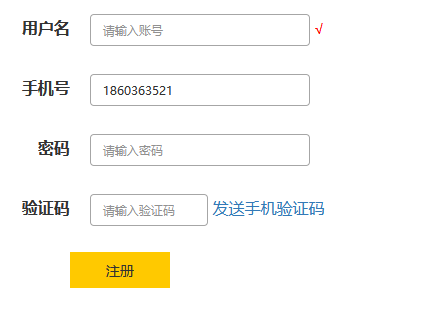 用户名 请输入账号 √
手机号 1860363521
密码 请输入密码
验证码 请输入验证码 发送手机验证码
注册